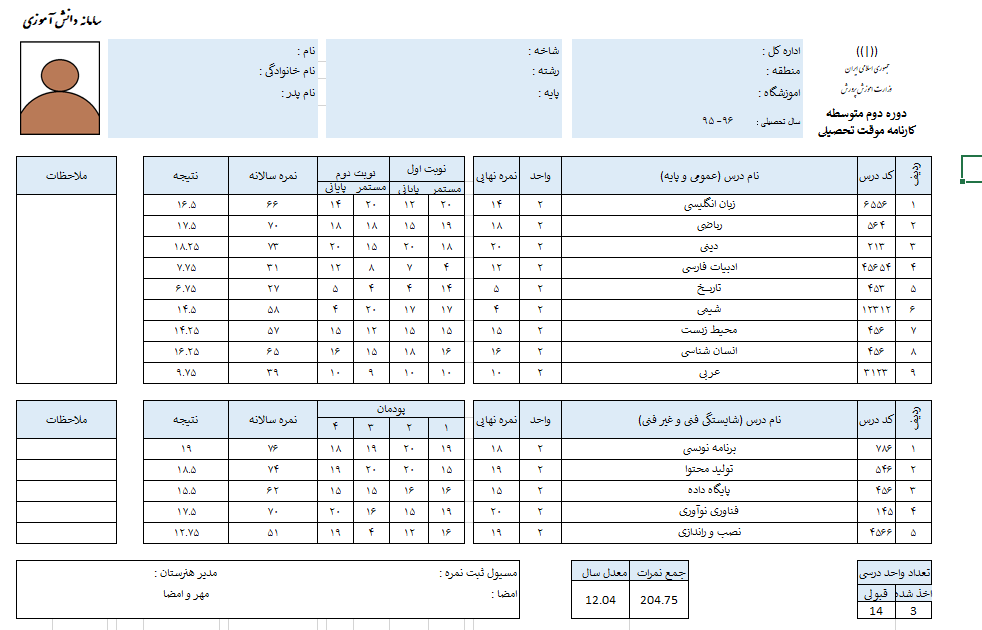 سامانه دانش آموزی
جمهوری اسلامی ایران
وزارت آموزش پرورش
دوره دوم متوسطه
کارنامه موقت تحصیلی
اداره کل :
منطقه :
آموزشگاه :
سال تحصیلی : ۹۶-۹۵
شاخه :
رشته :
پایه :
نام :
نام خانوادگی :
نام پدر :
ردیف کد درس نام درس (عمومی و پایه) واحد نمره نهایی نوبت اول نوبت دوم نمره سالانه نتیجه ملاحظات
مستمر پایانی مستمر پایانی
۱ ۶۵۵۶ زبان انگلیسی ۲ ۱۴ ۲۰ ۱۲ ۲۰ ۱۴ ۶۶ ۱۶.۵
۲ ۵۶۴ ریاضی ۲ ۱۸ ۱۹ ۱۵ ۱۸ ۱۸ ۷۰ ۱۷.۵
۳ ۲۱۳ دینی ۲ ۲۰ ۱۸ ۲۰ ۱۵ ۲۰ ۷۳ ۱۸.۲۵
۴ ۴۵۶۵۴ ادبیات فارسی ۲ ۱۲ ۴ ۷ ۸ ۱۲ ۳۱ ۷.۷۵
۵ ۴۵۳ تاریخ ۲ ۵ ۱۴ ۴ ۴ ۵ ۲۷ ۶.۷۵
۶ ۱۲۳۱۲ شیمی ۲ ۴ ۱۷ ۱۷ ۲۰ ۴ ۵۸ ۱۴.۵
۷ ۴۵۶ محیط زیست ۲ ۱۵ ۱۵ ۱۵ ۱۲ ۱۵ ۵۷ ۱۴.۲۵
۸ ۴۵۶ انسان شناسی ۲ ۱۶ ۱۶ ۱۸ ۱۵ ۱۶ ۶۵ ۱۶.۲۵
۹ ۳۱۲۳ عربی ۲ ۱۰ ۱۰ ۱۰ ۹ ۱۰ ۳۹ ۹.۷۵
ردیف کد درس نام درس (شایستگی فنی و غیر فنی) واحد نمره نهایی پودمان نمره سالانه نتیجه ملاحظات
۱ ۲ ۳ ۴
۱ ۷۸۶ برنامه نویسی ۲ ۱۸ ۱۹ ۲۰ ۱۹ ۱۸ ۷۶ ۱۹
۲ ۵۴۶ تولید محتوا ۲ ۱۹ ۱۵ ۲۰ ۲۰ ۱۹ ۷۴ ۱۸.۵
۳ ۴۵۶ پایگاه داده ۲ ۱۵ ۱۶ ۱۶ ۱۵ ۱۵ ۶۲ ۱۵.۵
۴ ۱۴۵ فناوری نوآوری ۲ ۲۰ ۱۹ ۱۵ ۱۶ ۲۰ ۷۰ ۱۷.۵
۵ ۴۵۶۶ نصب و راندازی ۲ ۱۹ ۱۶ ۱۲ ۴ ۱۹ ۵۱ ۱۲.۷۵
تعداد واحد درسی
اخذ شده قبولی
3 14
جمع نمرات معدل سال
204.75 12.04
مسیول ثبت نمره :
امضا :
مدیر هنرستان :
مهر و امضا